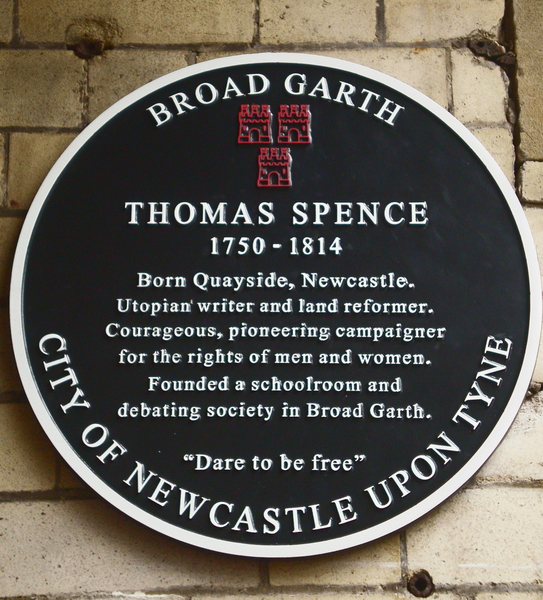 BROAD GARTH
THOMAS SPENCE
1750 - 1814
Born Quayside, Newcastle.
Utopian writer and land reformer.
Courageous, pioneering campaigner
for the rights of men and women.
Founded a schoolroom and
debating society in Broad Garth.
“Dare to be free”
CITY OF NEWCASTLE UPON TYNE